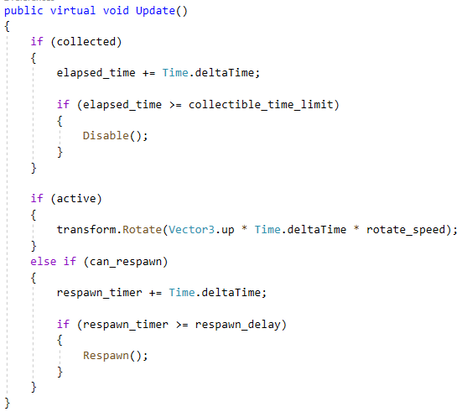 public virtual void Update()
{
if (collected)
{
elapsed_time += Time.deltaTime;
if (elapsed_time >= collectible_time_limit)
{
Disable();
}
}
if (active)
{
transform.Rotate(Vector3.up * Time.deltaTime * rotate_speed);
}
else if (can_respawn)
{
respawn_timer += Time.deltaTime;
if (respawn_timer >= respawn_delay)
{
Respawn();
}
}
}